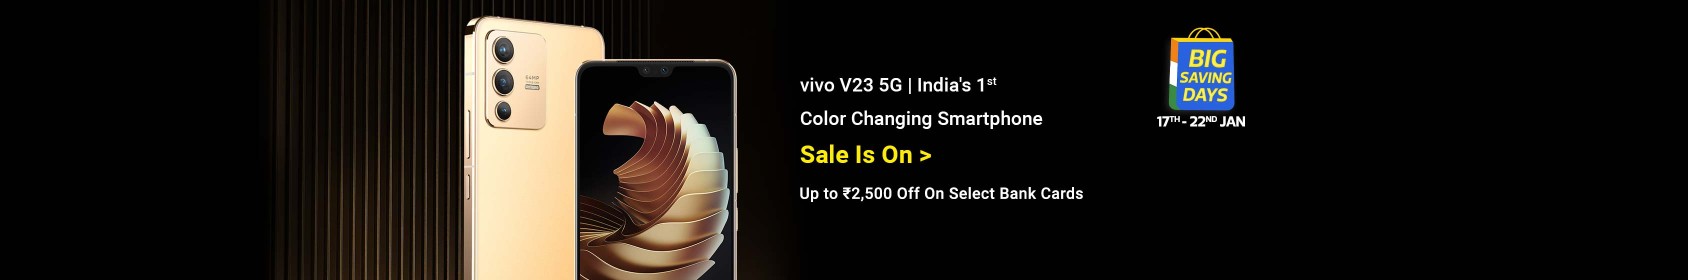 64MP
vivo V23 5G | India's 1st
Color Changing Smartphone
Sale Is On >
Up to ₹2,500 Off On Select Bank Cards
BIG
SAVING
DAYS
17TH - 22ND JAN